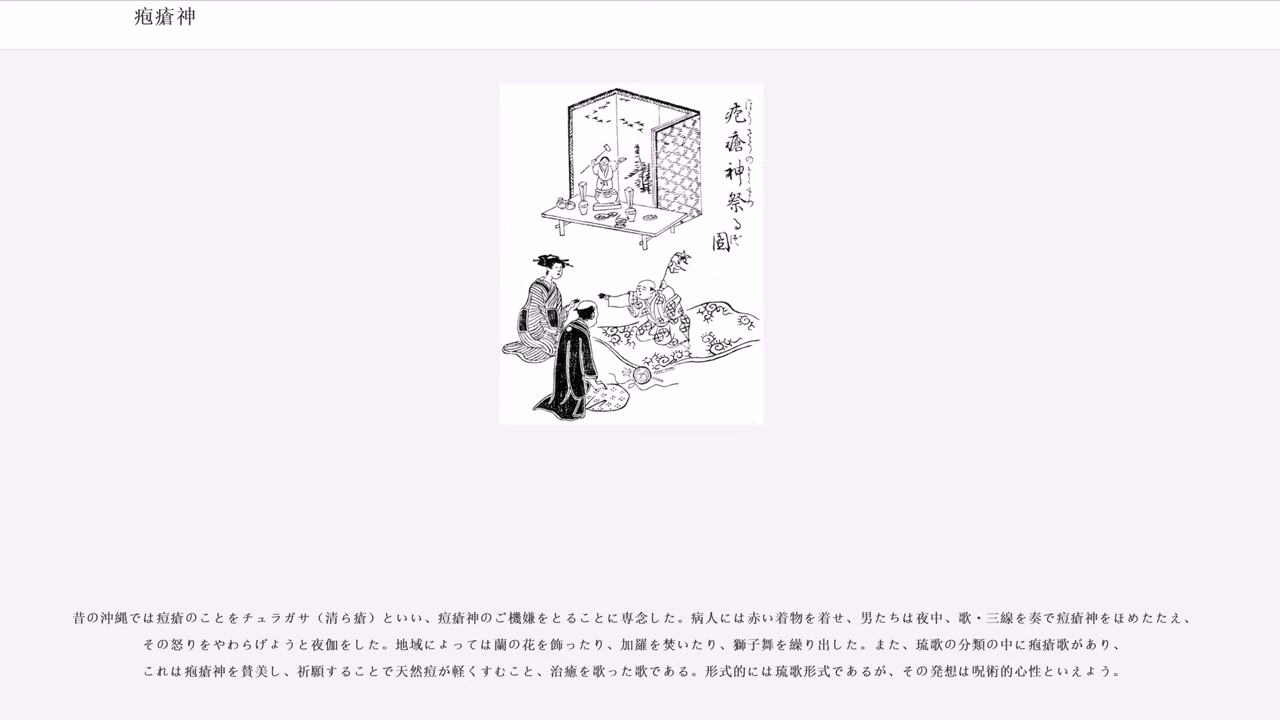 疱瘡神
疱瘡神祭る図
昔の沖縄では痘瘡のことをチュラガサ（清ら瘡）といい、痘瘡神のご機嫌をとることに専念した。病人には赤い着物を着せ、男たちは夜中、歌・三線を奏で痘瘡神をほめたたえ、
その怒りをやわらげようと夜伽をした。地域によっては蘭の花を飾ったり、加羅を焚いたり、獅子舞を繰り出した。また、琉歌の分類の中に疱瘡歌があり、
これは疱瘡神を賛美し、祈願することで天然痘が軽くすむこと、治癒を歌った歌である。形式的には琉歌形式であるが、その発想は呪術的心性といえよう。